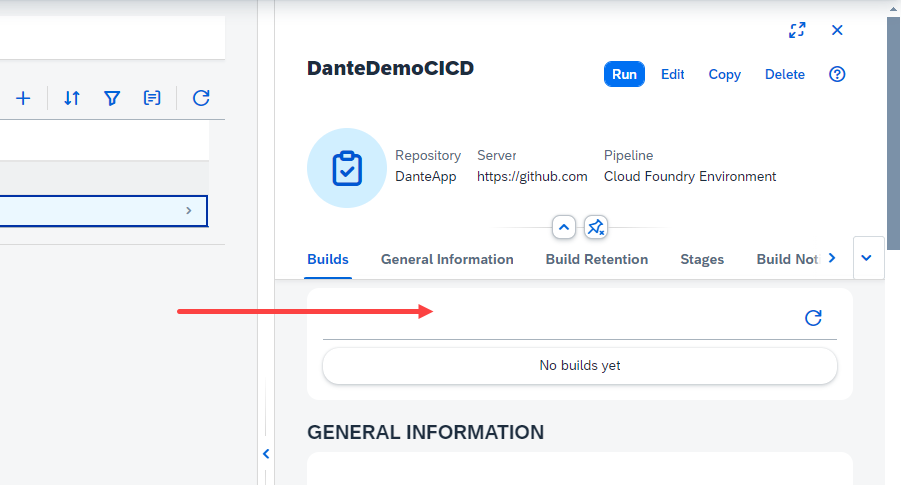 DanteDemoCICD
Run Edit Copy Delete
Repository Server Pipeline
DanteApp https://github.com Cloud Foundry Environment
Builds General Information Build Retention Stages Build Not
No builds yet
GENERAL INFORMATION